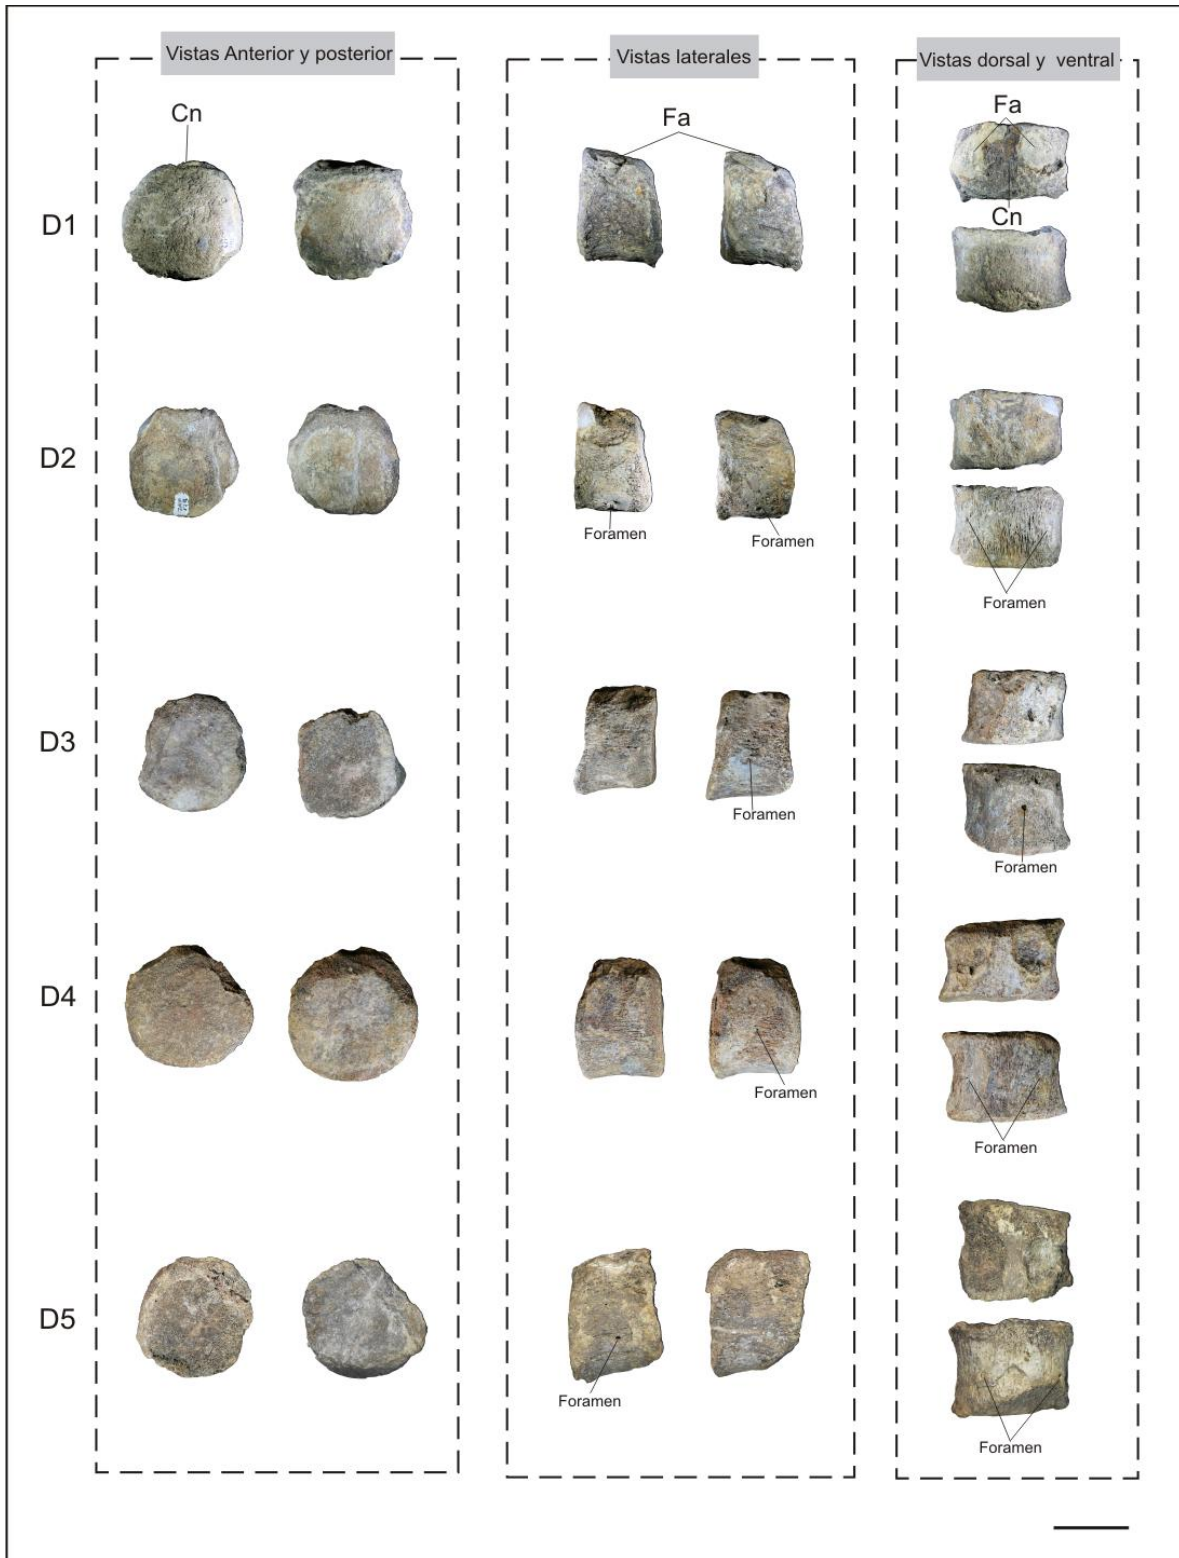 Vistas Anterior y posterior
Vistas laterales
Vistas dorsal y ventral
Cn
Fa
Fa
D1
Cn
D2
Foramen
Foramen
Foramen
D3
Foramen
Foramen
D4
Foramen
Foramen
D5
Foramen
Foramen